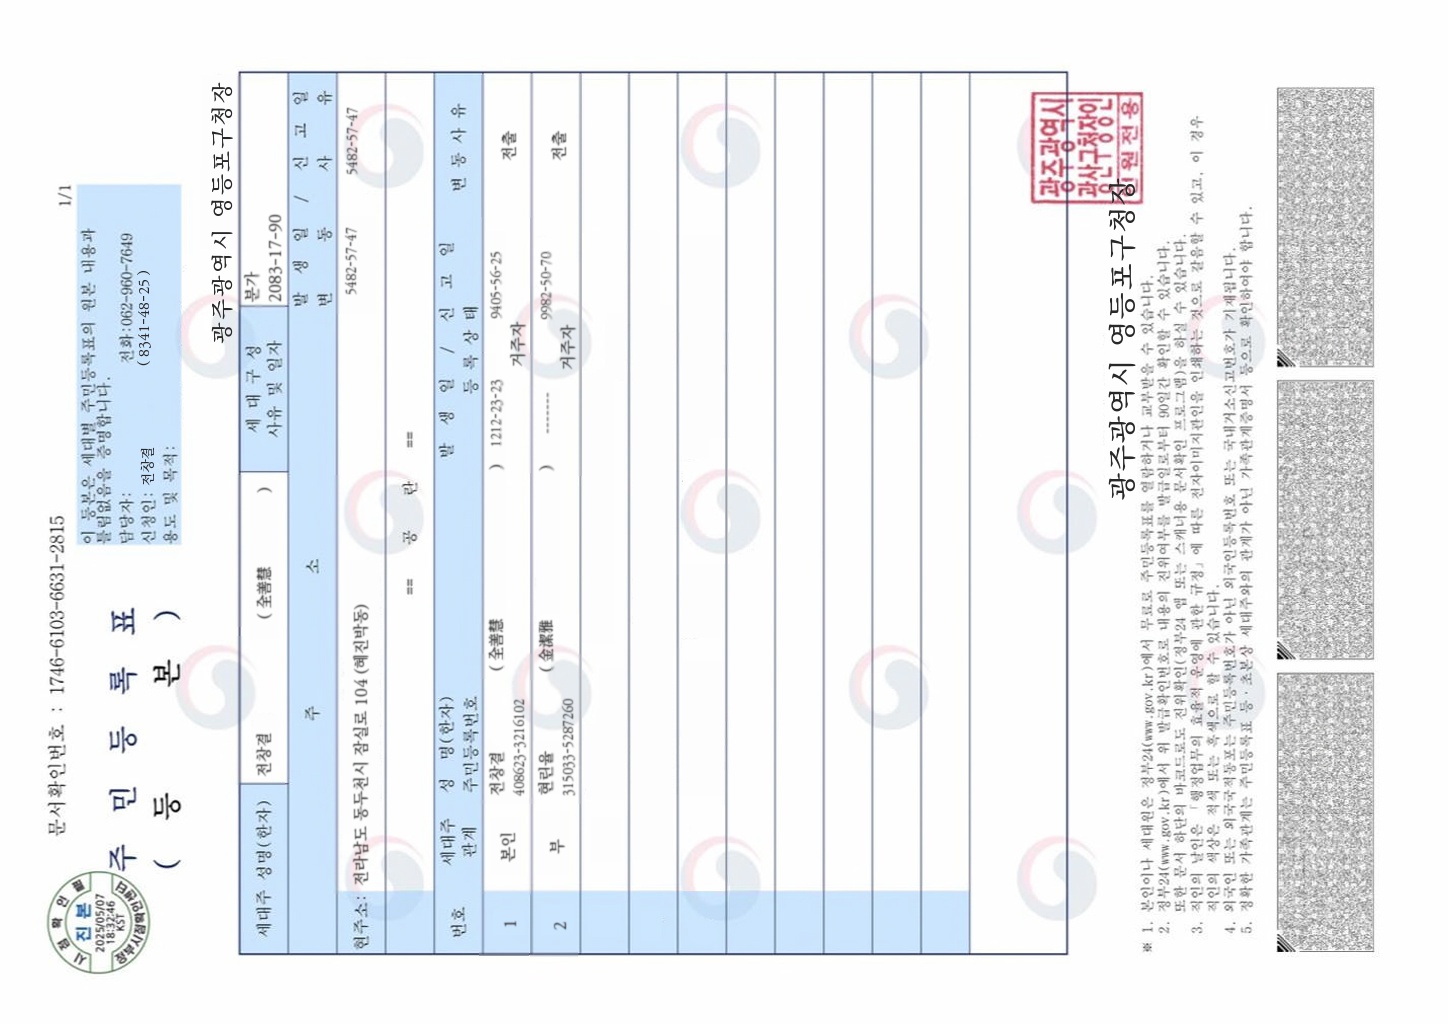 문서확인번호 : 1746-6103-6631-2815
1/1
시점확인필
진본
2025/05/07
18:32:46
KST
정부시점확인센터
주 민 등 록 표
( 등 본 )
이 등본은 세대별 주민등록표의 원본 내용과
틀림없음을 증명합니다.
담당자: 전화:062-960-7649
신청인: 전창결 ( 8341-48-25 )
용도 및 목적:
광주광역시 영등포구청장
세대주 성명(한자) 전창결 ( 全善慧 ) 세 대 구 성 사유 및 일자 분가 2083-17-90
주 소 발 생 일 / 신 고 일
변 동 사 유
현주소: 전라남도 동두천시 잠실로 104 (혜진박동) 5482-57-47 5482-57-47
== 공 란 ==
번호 세대주 관계 성 명(한자) 주민등록번호 발 생 일 / 신 고 일 등 록 상 태 변 동 사 유
1 본인 전창결 ( 全善慧 ) 1212-23-23 9405-56-25 전출
408623-3216102 거주자
2 부 현린율 ( 金潔雅 ) ------- 9982-50-70 전출
315033-5287260 거주자
광주광역시 영등포구청장
민원전용
※ 1. 본인이나 세대원은 정부24(www.gov.kr)에서 무료로 주민등록표를 열람하거나 교부받을 수 있습니다.
2. 정부24(www.gov.kr)에서 위 발급확인번호로 내용의 진위여부를 발급일로부터 90일간 확인할 수 있습니다.
또한 문서 하단의 바코드로도 진위확인(정부24 앱 또는 스캐너용 문서확인 프로그램)을 하실 수 있습니다.
3. 직인의 날인은 「행정업무의 효율적 운영에 관한 규정」에 따른 전자이미지관인을 인쇄하는 것으로 갈음할 수 있고, 이 경우
직인의 색상은 적색 또는 흑색으로 할 수 있습니다.
4. 외국인 또는 외국국적동포는 주민등록번호가 아닌 외국인등록번호 또는 국내거소신고번호가 기재됩니다.
5. 정확한 가족관계는 주민등록표 등·초본상 세대주와의 관계가 아닌 가족관계증명서 등으로 확인하여야 합니다.